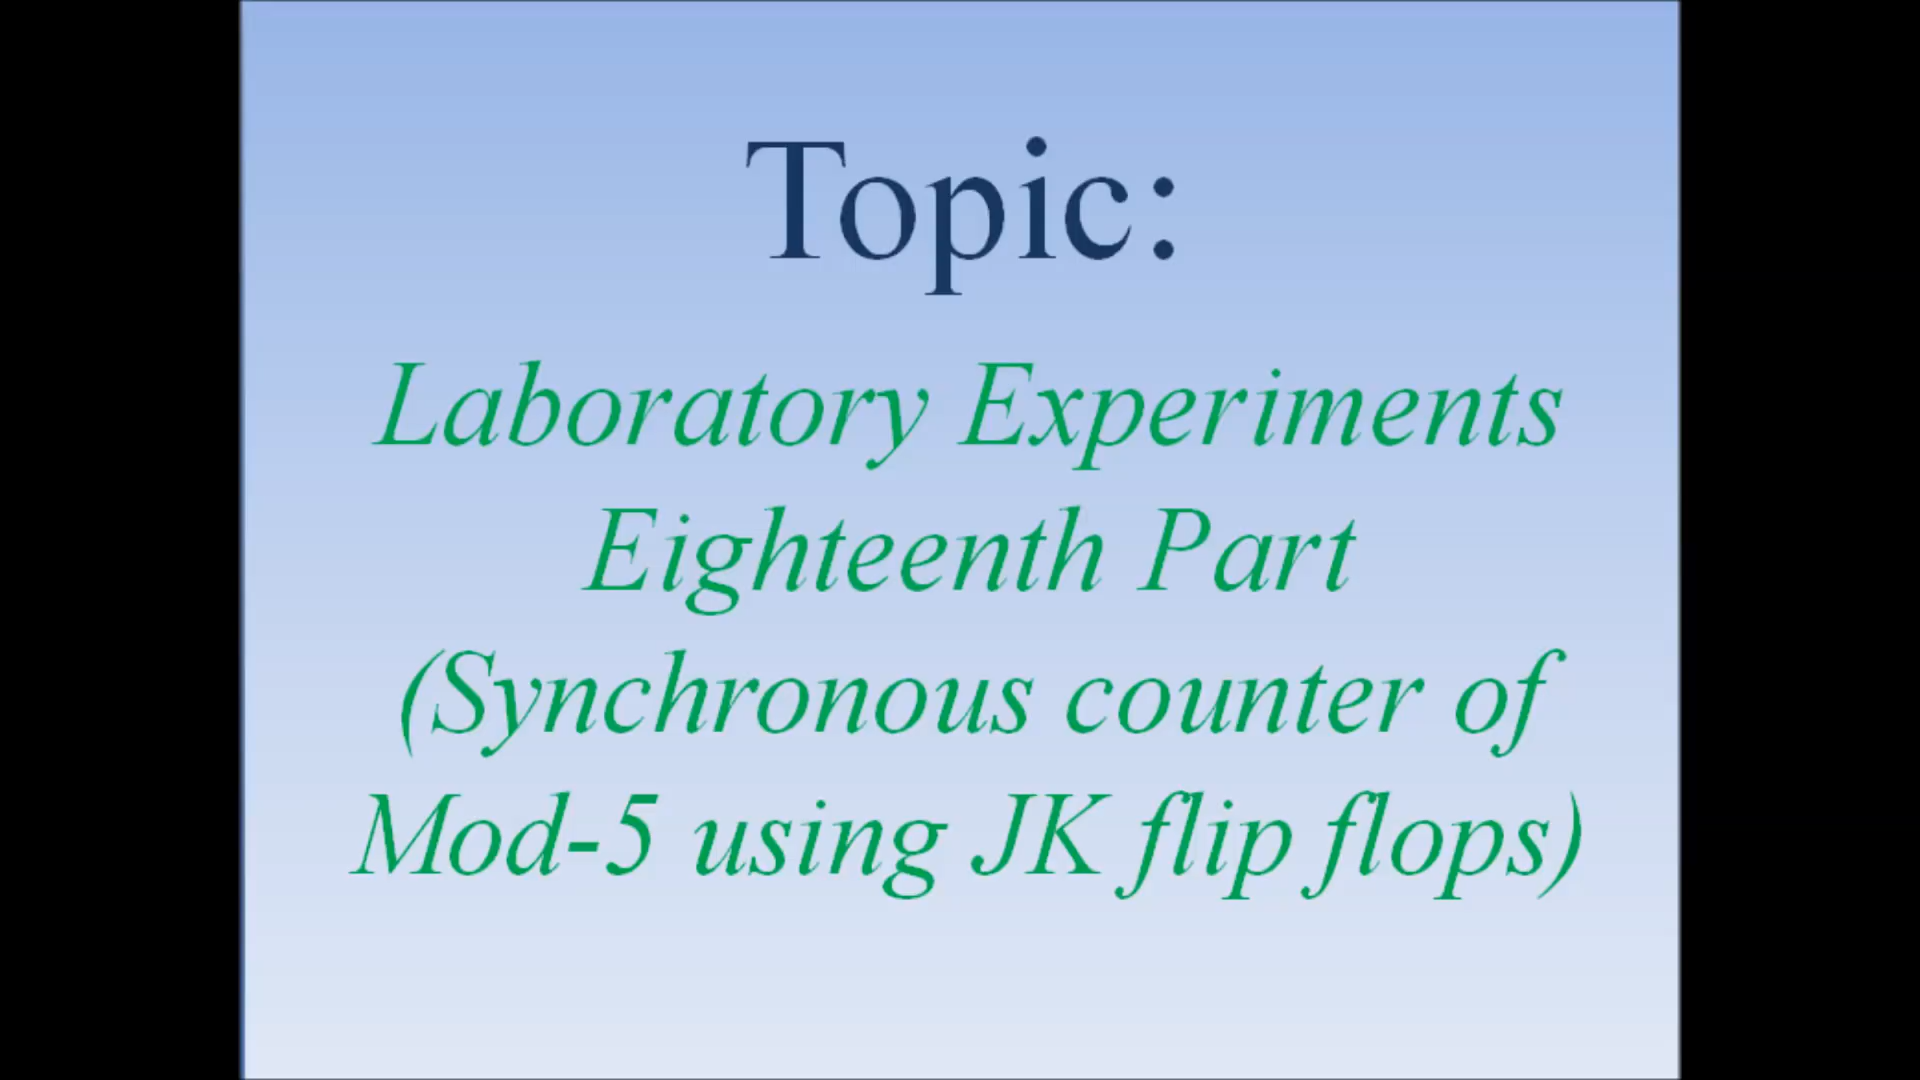 Topic:
Laboratory Experiments
Eighteenth Part
(Synchronous counter of
Mod-5 using JK flip flops)